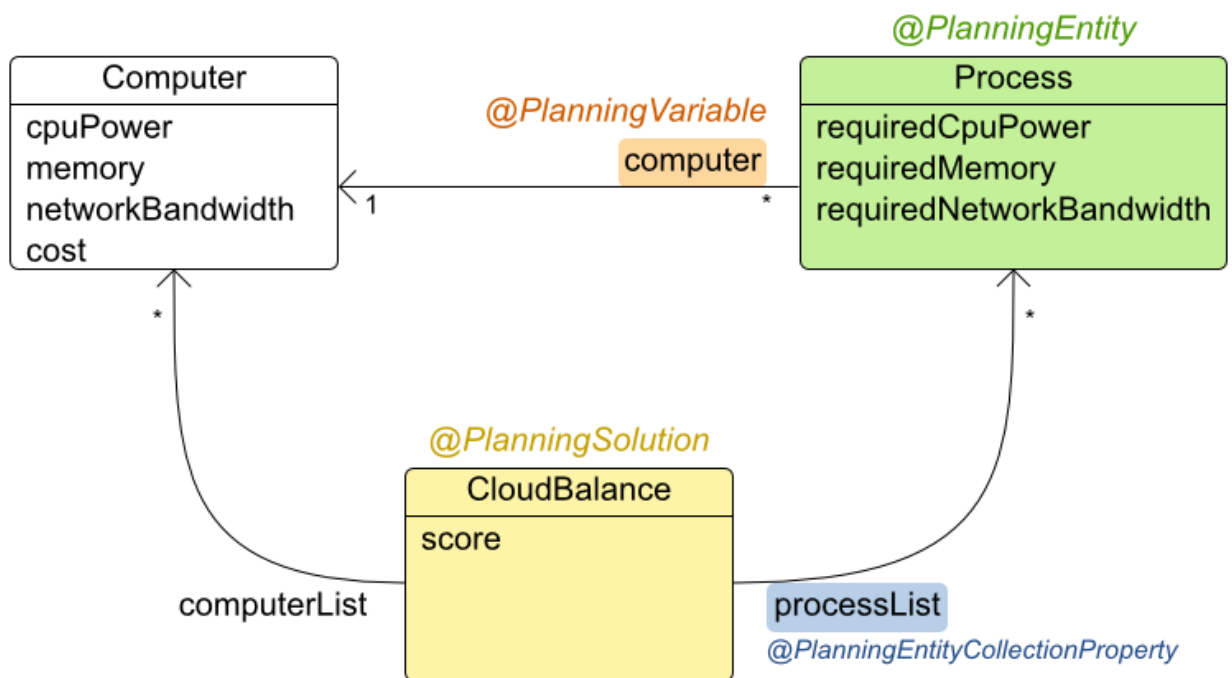 @PlanningEntity
Computer
cpuPower
memory
networkBandwidth
cost
@PlanningVariable
computer
1
*
Process
requiredCpuPower
requiredMemory
requiredNetworkBandwidth
*
*
@PlanningSolution
CloudBalance
score
computerList
processList
@PlanningEntityCollectionProperty